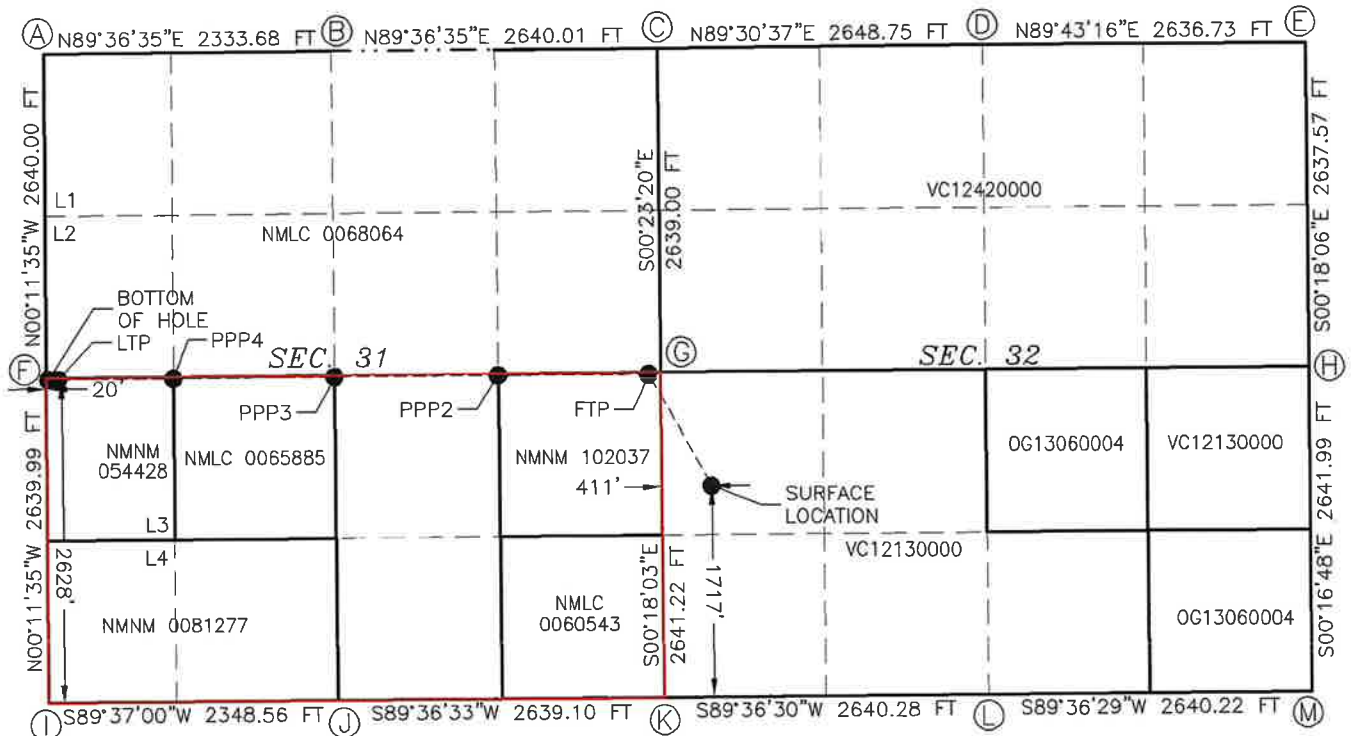 A N89°36'35"E 2333.68 FT B N89°36'35"E 2640.01 FT C N89°30'37"E 2648.75 FT D N89°43'16"E 2636.73 FT E
N00°11'35"W 2640.00 FT
S00°23'20"E
2639.00 FT
S00°18'06"E 2637.57 FT
L1
L2
NMLC 0068064
VC12420000
BOTTOM
OF HOLE
LTP
PPP4
F
SEC. 31
G
SEC. 32
H
20'
PPP3
PPP2
FTP
N00°11'35"W 2639.99 FT
NMNM
054428
NMLC 0065885
NMNM 102037
411'
SURFACE
LOCATION
OG13060004
VC12130000
S00°16'48"E 2641.99 FT
L3
L4
2628'
VC12130000
1717'
S00°18'03"E
2641.22 FT
NMNM 0081277
NMLC
0060543
OG13060004
I S89°37'00"W 2348.56 FT J S89°36'33"W 2639.10 FT K S89°36'30"W 2640.28 FT L S89°36'29"W 2640.22 FT M